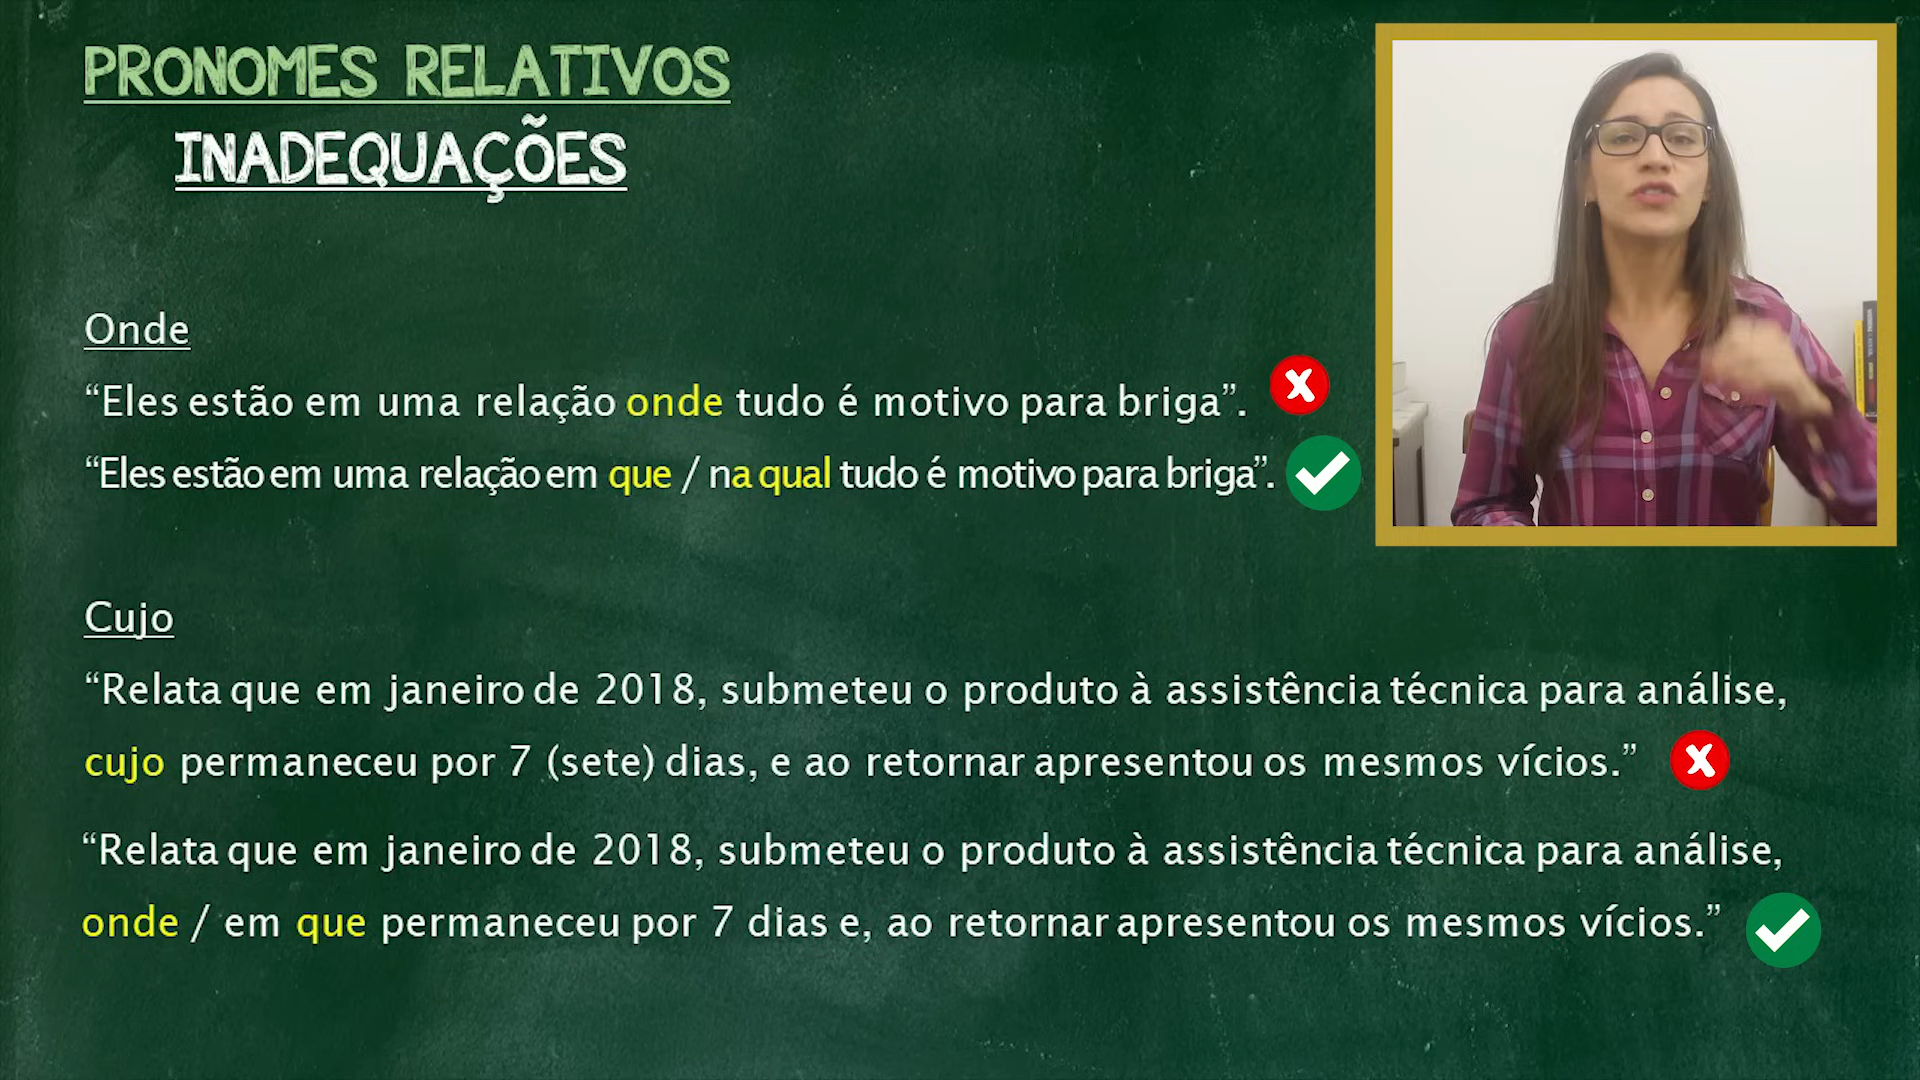 PRONOMES RELATIVOS
INADEQUAÇÕES
Onde
“Eles estão em uma relação onde tudo é motivo para briga”.
“Eles estão em uma relação em que / na qual tudo é motivo para briga”.
Cujo
“Relata que em janeiro de 2018, submeteu o produto à assistência técnica para análise,
cujo permaneceu por 7 (sete) dias, e ao retornar apresentou os mesmos vícios.”
“Relata que em janeiro de 2018, submeteu o produto à assistência técnica para análise,
onde / em que permaneceu por 7 dias e, ao retornar apresentou os mesmos vícios.”